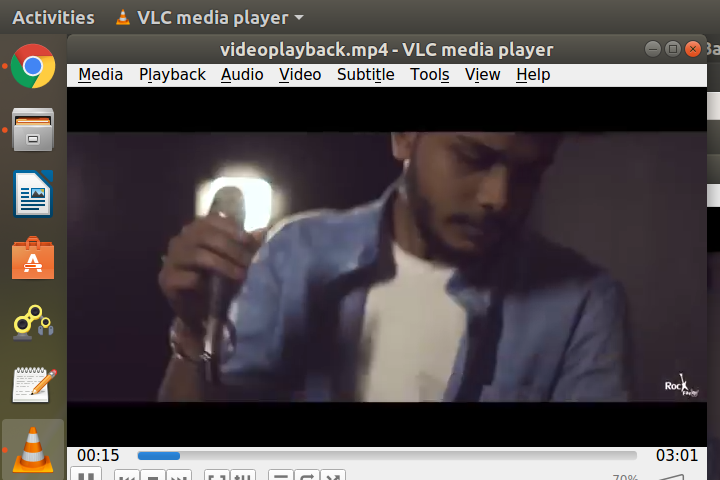 Activities VLC media player
videoplayback.mp4 - VLC media player
Media Playback Audio Video Subtitle Tools View Help
Rock
00:15 03:01
70%